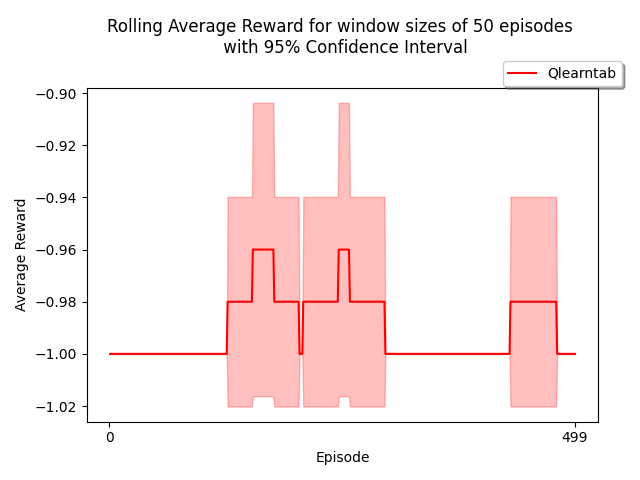 Rolling Average Reward for window sizes of 50 episodes
with 95% Confidence Interval
Qlearntab
−0.90
−0.92
−0.94
−0.96
−0.98
−1.00
−1.02
Average Reward
0
499
Episode